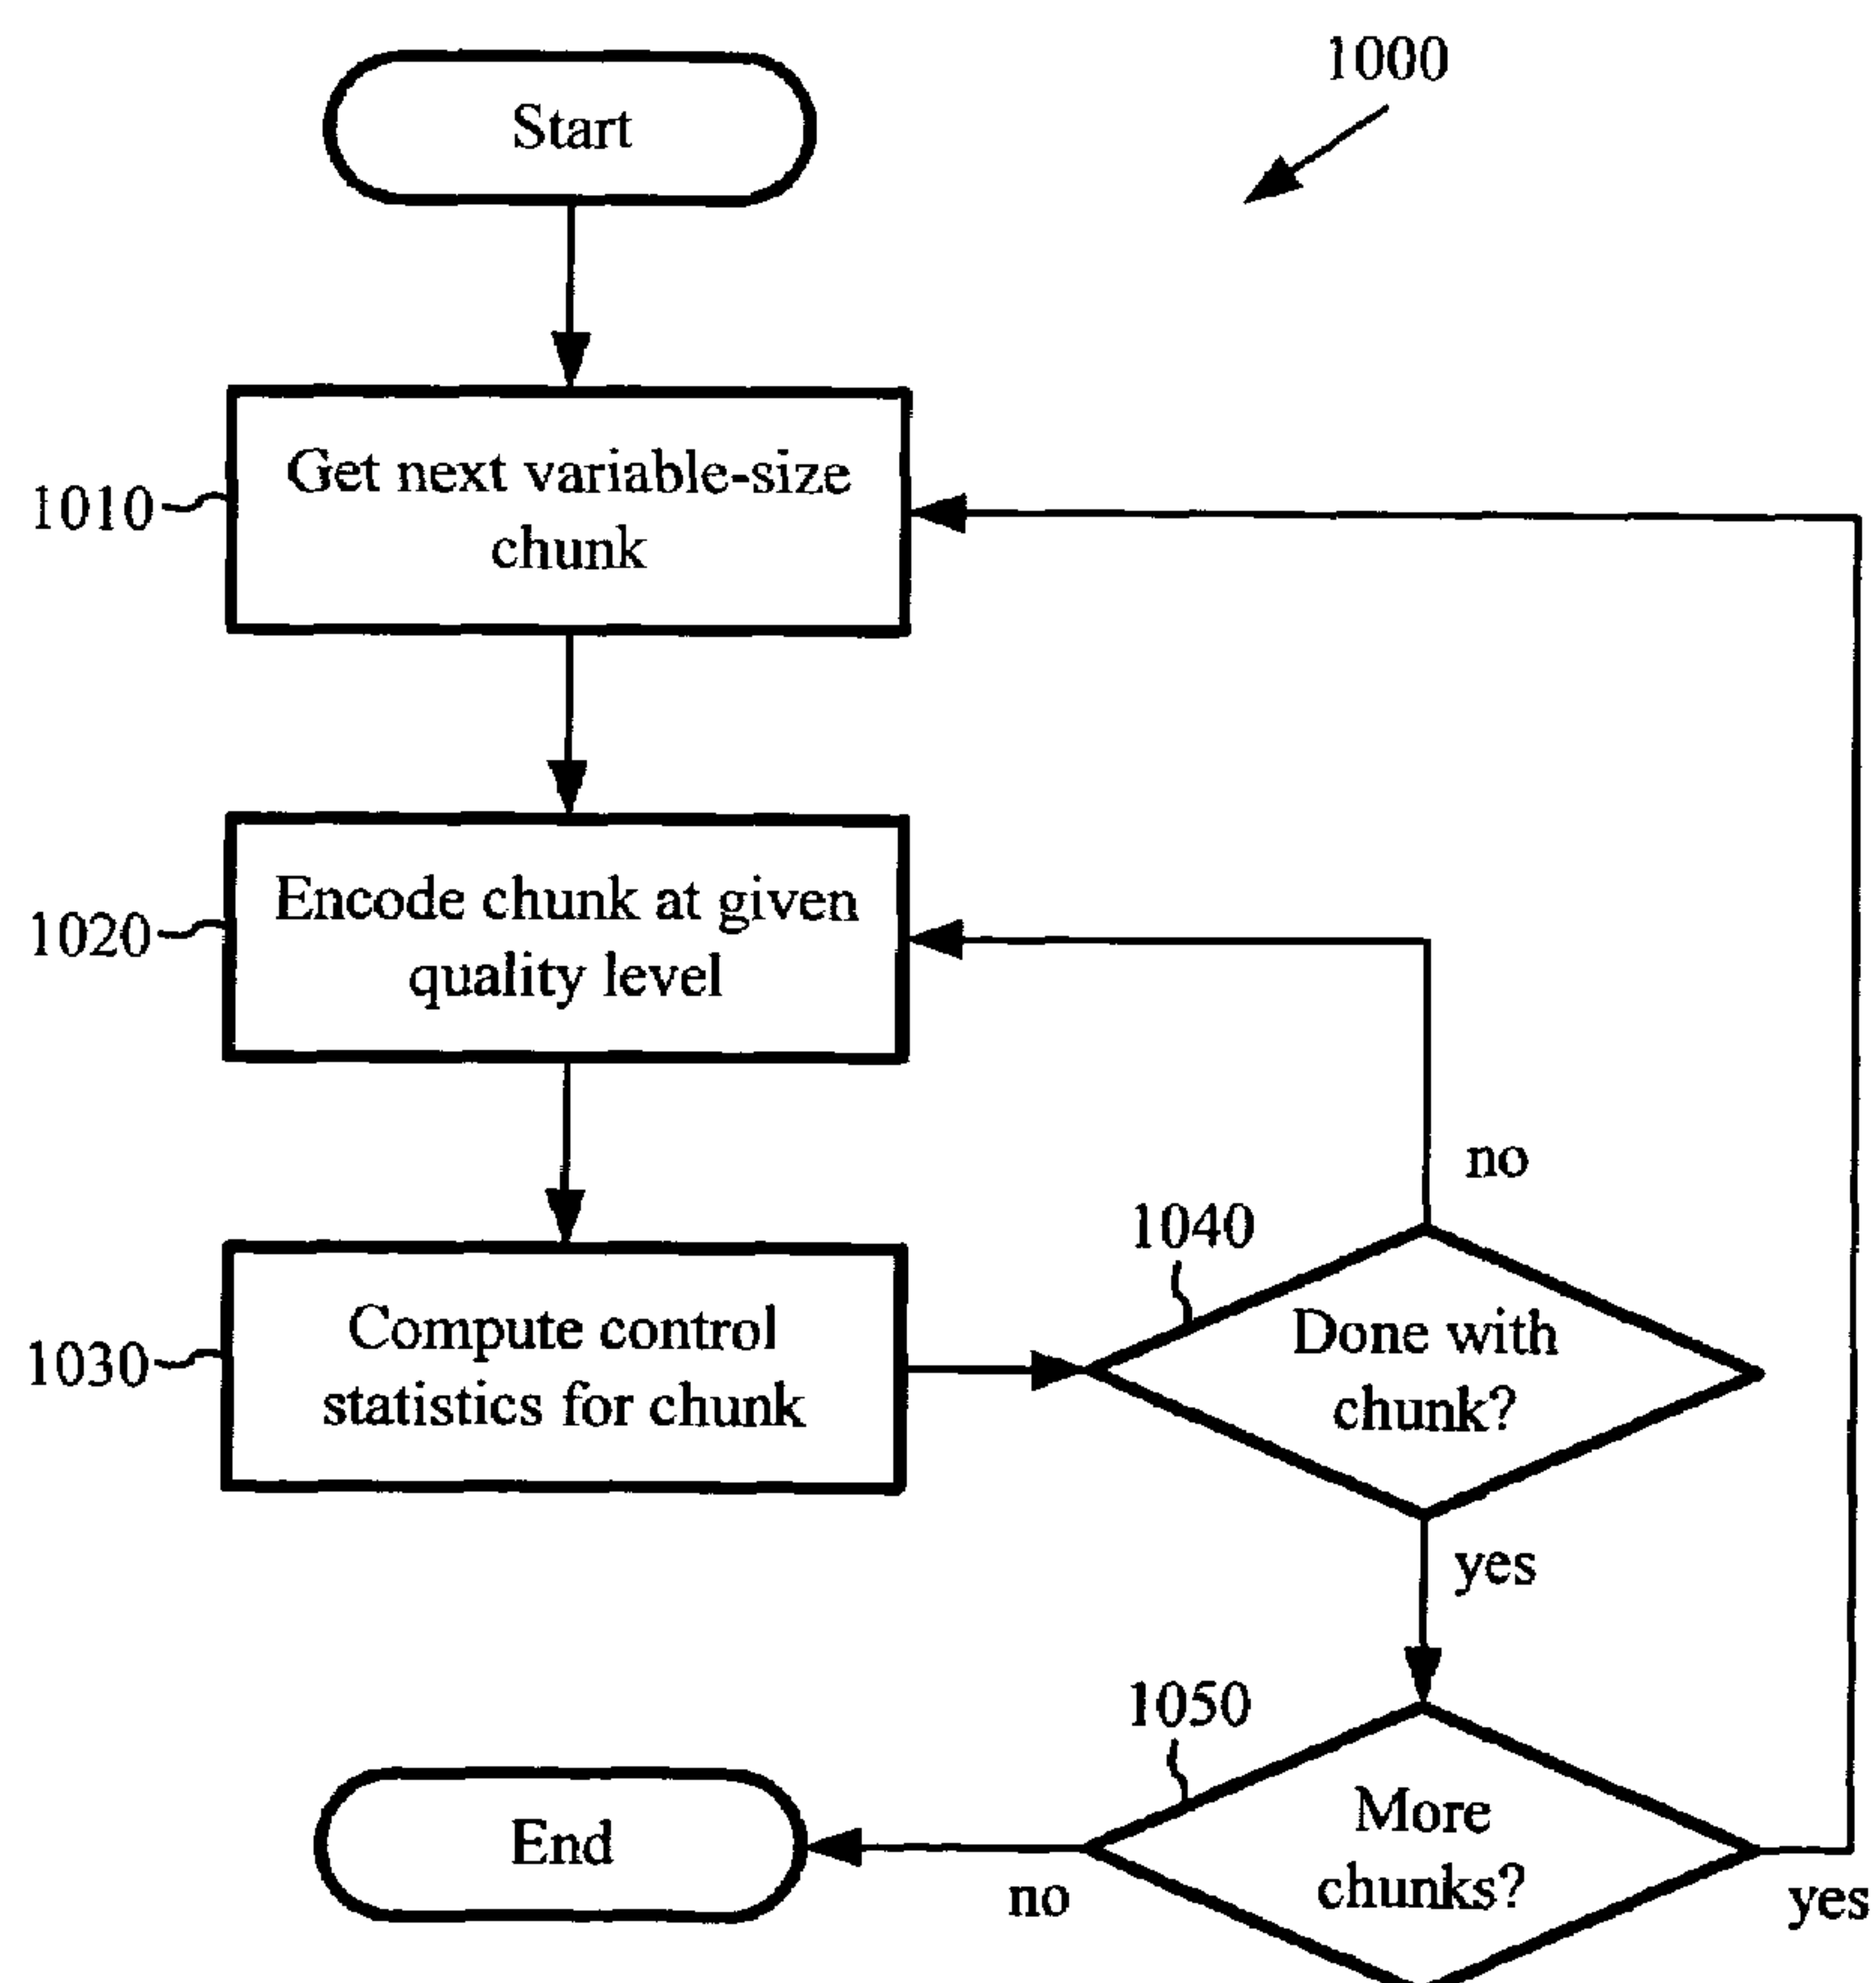 1000
Start
1010
Get next variable-size
chunk
1020
Encode chunk at given
quality level
no
1030
Compute control
statistics for chunk
1040
Done with
chunk?
yes
1050
More
chunks?
End
no
yes